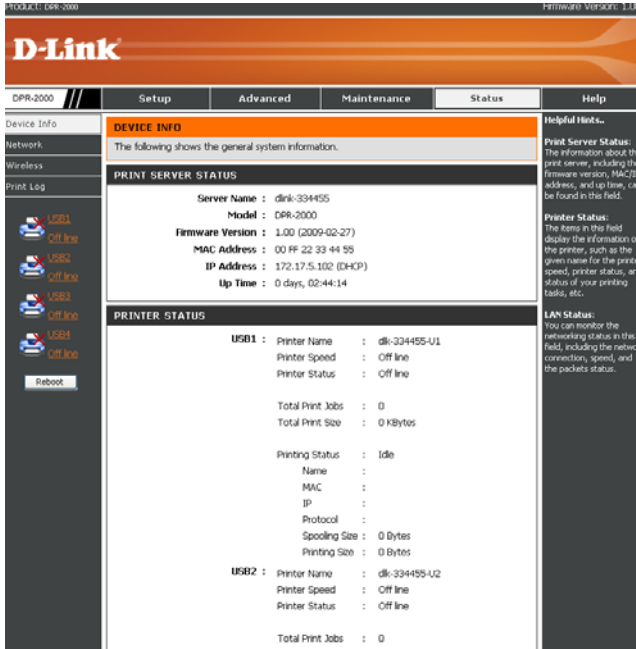 Product: DPR-2000
Firmware Version: 1.0
D-Link
DPR-2000
Setup
Advanced
Maintenance
Status
Help
Device Info
Network
Wireless
Print Log
USB1
Off line
USB2
Off line
USB3
Off line
USB4
Off line
Reboot
DEVICE INFO
The following shows the general system information.
PRINT SERVER STATUS
Server Name : dlink-334455
Model : DPR-2000
Firmware Version : 1.00 (2009-02-27)
MAC Address : 00 FF 22 33 44 55
IP Address : 172.17.5.102 (DHCP)
Up Time : 0 days, 02:44:14
PRINTER STATUS
USB1 : Printer Name : dlk-334455-U1
Printer Speed : Off line
Printer Status : Off line
Total Print Jobs : 0
Total Print Size : 0 KBytes
Printing Status : Idle
Name :
MAC :
IP :
Protocol :
Spooling Size : 0 Bytes
Printing Size : 0 Bytes
USB2 : Printer Name : dlk-334455-U2
Printer Speed : Off line
Printer Status : Off line
Total Print Jobs : 0
Helpful Hints..
Print Server Status:
The information about th
print server, including the
firmware version, MAC/I
address, and up time, ca
be found in this field.
Printer Status:
The items in this field
display the information o
the printer, such as the
given name for the printe
speed, printer status, an
status of your printing
tasks, etc.
LAN Status:
You can monitor the
networking status in this
field, including the netwo
connection, speed, and
the packets status.